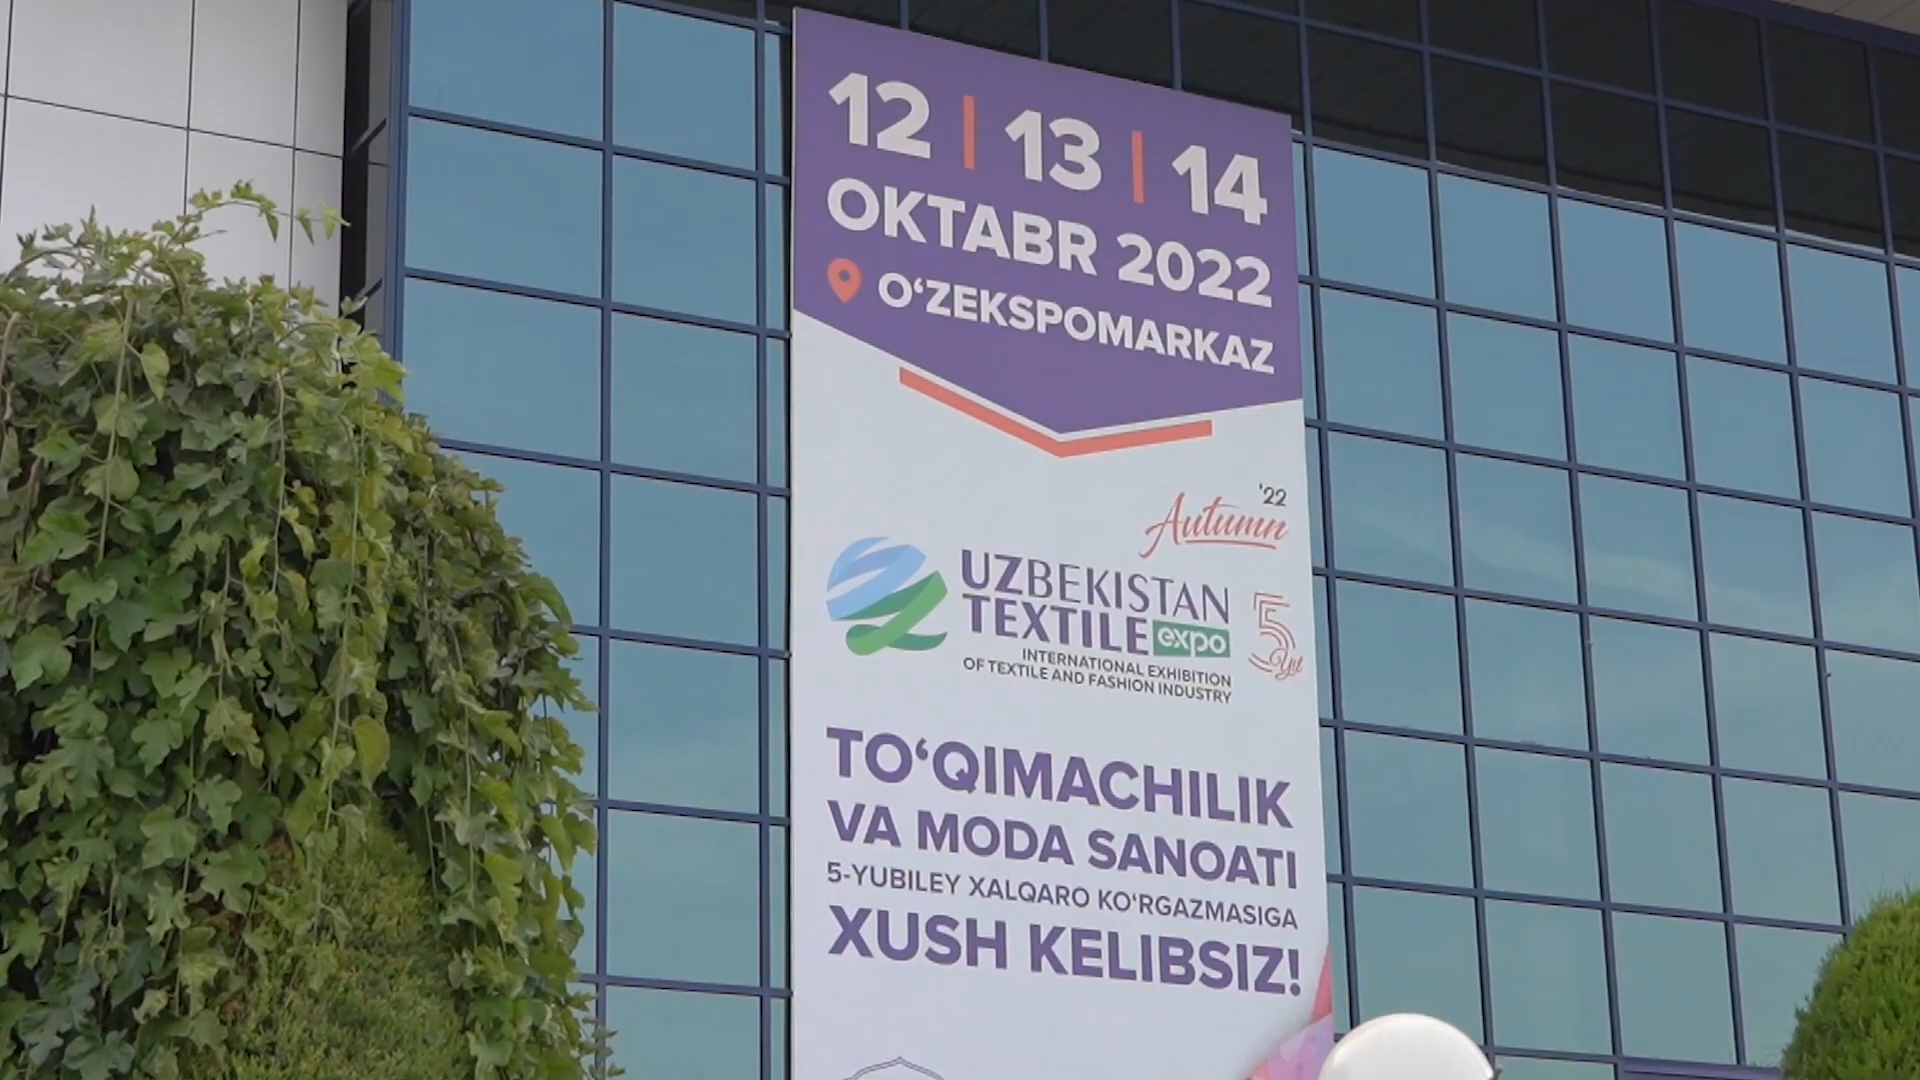 12 | 13 | 14
OKTABR 2022
O‘ZEKSPOMARKAZ
'22
Autumn
UZBEKISTAN
TEXTILE expo
5 Yil
INTERNATIONAL EXHIBITION
OF TEXTILE AND FASHION INDUSTRY
TO‘QIMACHILIK
VA MODA SANOATI
5-YUBILEY XALQARO KO‘RGAZMASIGA
XUSH KELIBSIZ!